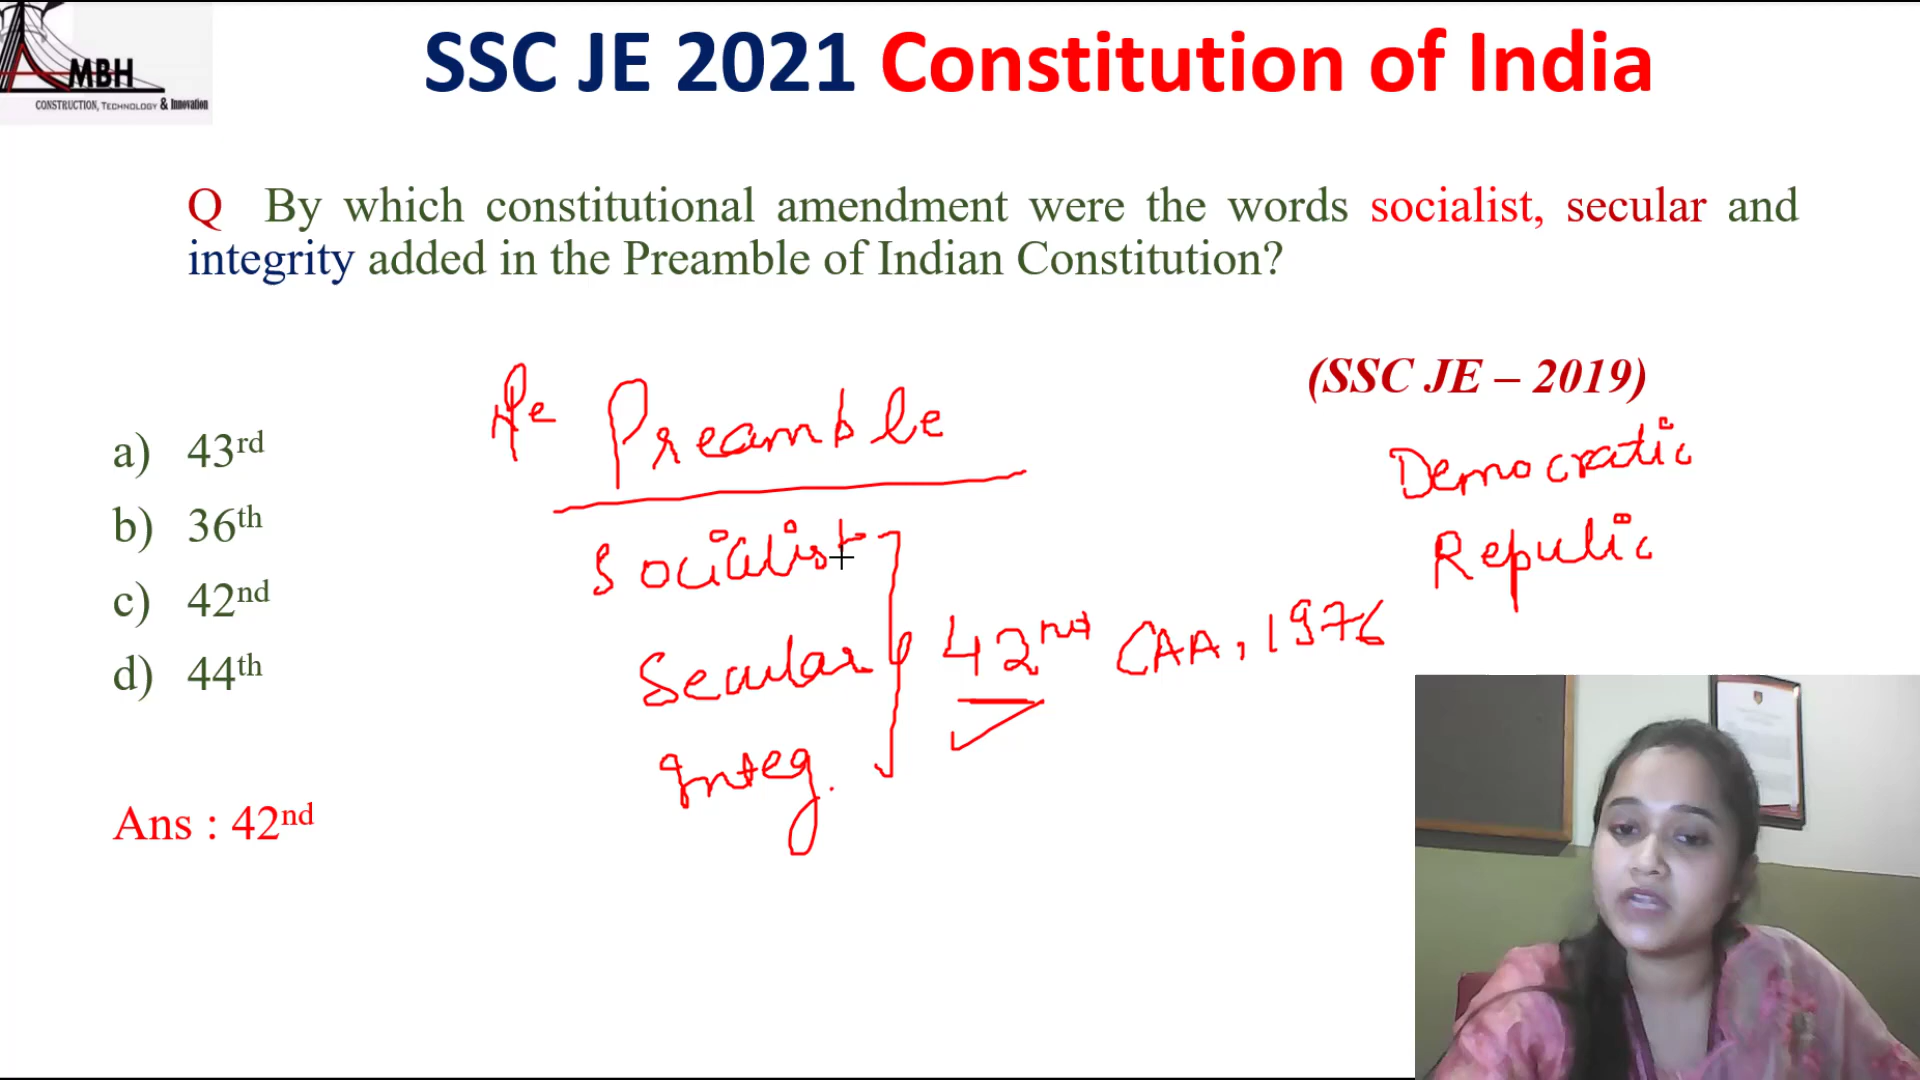 MBH
CONSTRUCTION, TECHNOLOGY & Innovation
SSC JE 2021 Constitution of India
Q By which constitutional amendment were the words socialist, secular and
integrity added in the Preamble of Indian Constitution?
(SSC JE – 2019)
a) 43rd
b) 36th
c) 42nd
d) 44th
Ans : 42nd
Preamble
Socialist
Secular
Integ.
42nd CAA, 1976
Democratic
Repulic